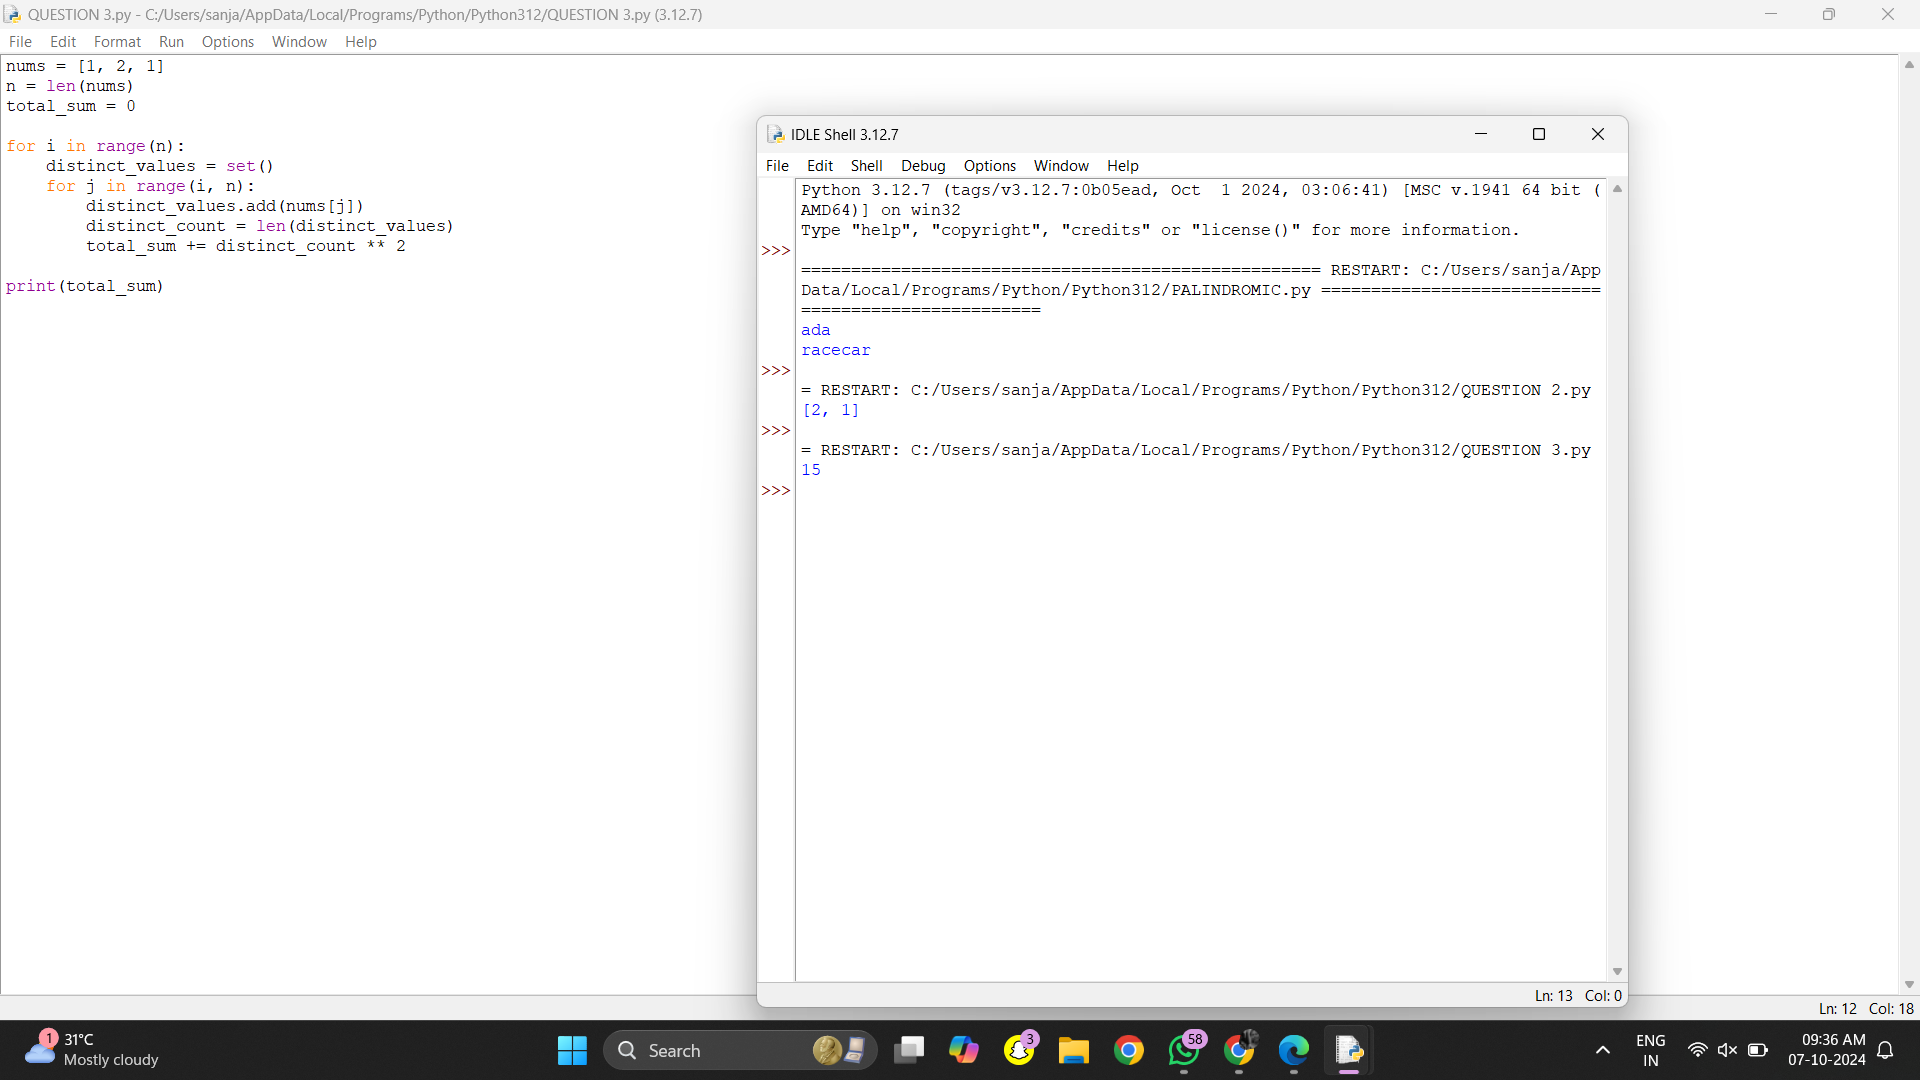 QUESTION 3.py - C:/Users/sanja/AppData/Local/Programs/Python/Python312/QUESTION 3.py (3.12.7)
File Edit Format Run Options Window Help
nums = [1, 2, 1]
n = len(nums)
total_sum = 0
for i in range(n):
    distinct_values = set()
    for j in range(i, n):
        distinct_values.add(nums[j])
        distinct_count = len(distinct_values)
        total_sum += distinct_count ** 2
print(total_sum)
IDLE Shell 3.12.7
File Edit Shell Debug Options Window Help
Python 3.12.7 (tags/v3.12.7:0b05ead, Oct  1 2024, 03:06:41) [MSC v.1941 64 bit (
AMD64)] on win32
Type "help", "copyright", "credits" or "license()" for more information.
>>>
==================================================== RESTART: C:/Users/sanja/App
Data/Local/Programs/Python/Python312/PALINDROMIC.py ============================
========================
ada
racecar
>>>
= RESTART: C:/Users/sanja/AppData/Local/Programs/Python/Python312/QUESTION 2.py
[2, 1]
>>>
= RESTART: C:/Users/sanja/AppData/Local/Programs/Python/Python312/QUESTION 3.py
15
>>>
Ln: 13 Col: 0
Ln: 12 Col: 18
1
31°C
Mostly cloudy
Search
3
58
ENG
IN
09:36 AM
07-10-2024